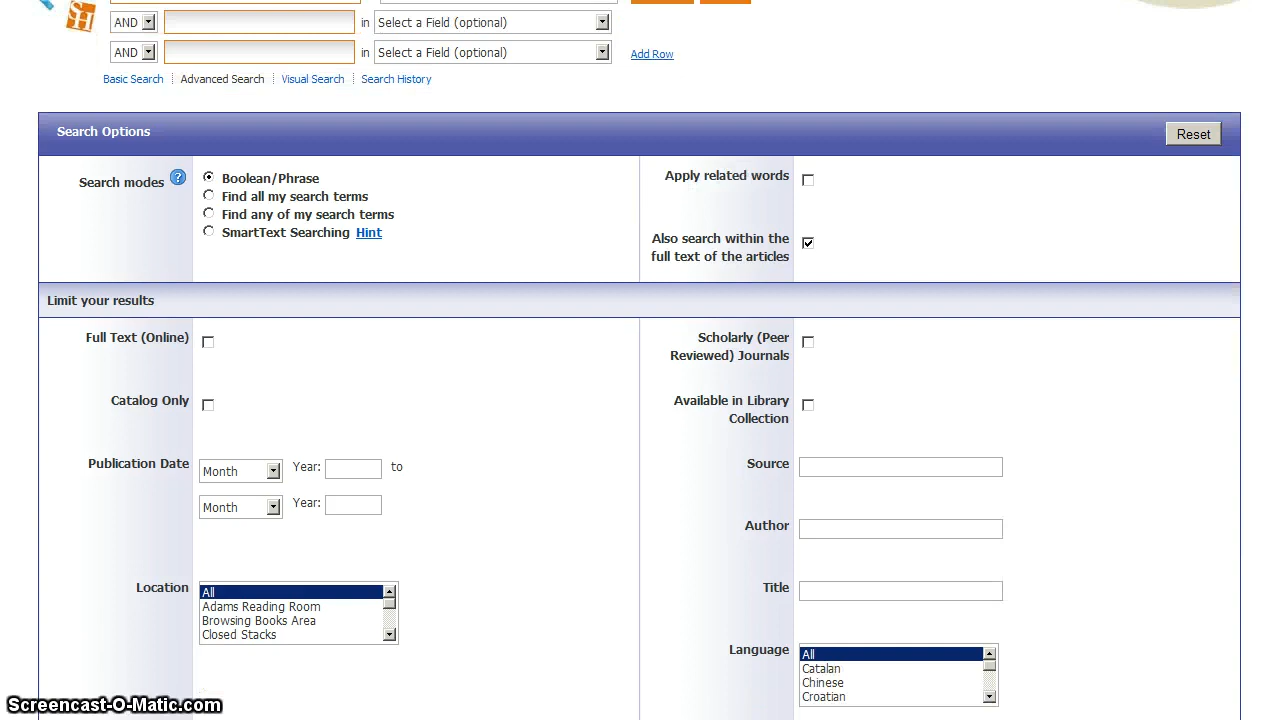 SH
AND in Select a Field (optional)
AND in Select a Field (optional) Add Row
Basic Search Advanced Search Visual Search Search History
Search Options Reset
Search modes ? Boolean/Phrase
Find all my search terms
Find any of my search terms
SmartText Searching Hint
Apply related words
Also search within the
full text of the articles
Limit your results
Full Text (Online)
Scholarly (Peer
Reviewed) Journals
Catalog Only
Available in Library
Collection
Publication Date Month Year: to
Month Year:
Source
Author
Location All
Adams Reading Room
Browsing Books Area
Closed Stacks
Title
Language All
Catalan
Chinese
Croatian
Screencast-O-Matic.com